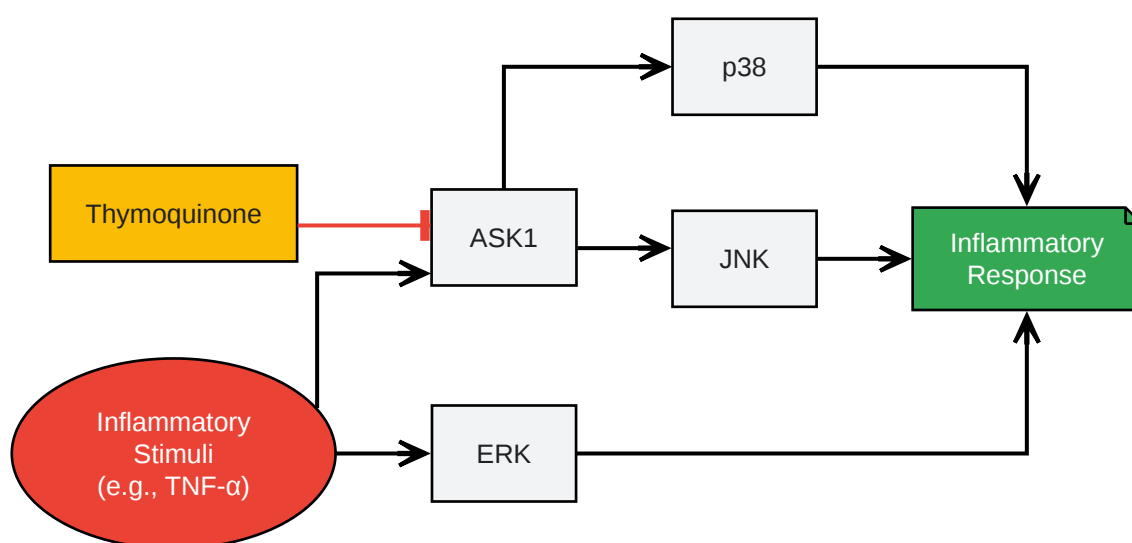 p38
Thymoquinone
ASK1
JNK
Inflammatory
Response
Inflammatory
Stimuli
(e.g., TNF-α)
ERK